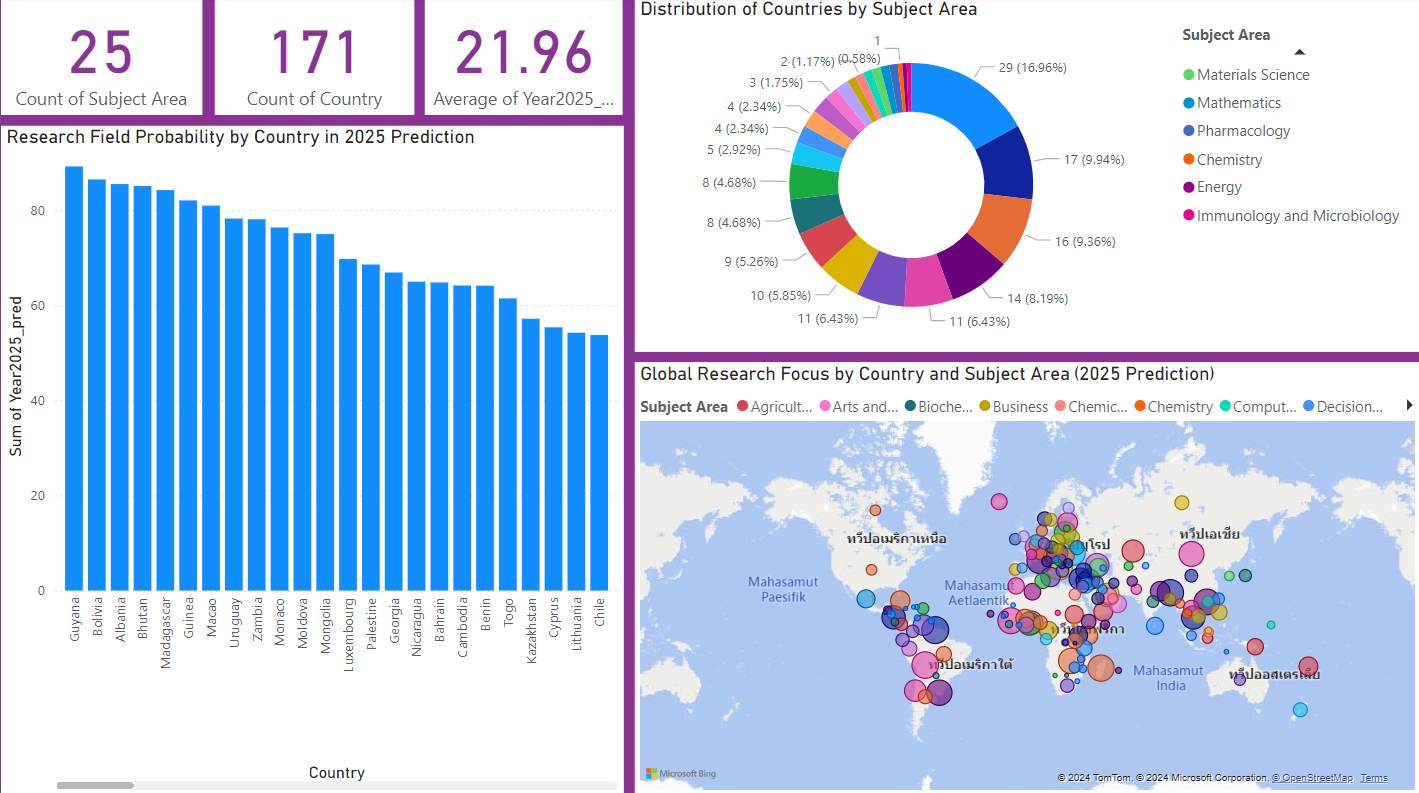 25
Count of Subject Area
171
Count of Country
21.96
Average of Year2025_...
Research Field Probability by Country in 2025 Prediction
Sum of Year2025_pred
80
60
40
20
0
Guyana
Bolivia
Albania
Bhutan
Madagascar
Guinea
Macao
Uruguay
Zambia
Monaco
Moldova
Mongolia
Luxembourg
Palestine
Georgia
Nicaragua
Bahrain
Cambodia
Benin
Togo
Kazakhstan
Cyprus
Lithuania
Chile
Country
Distribution of Countries by Subject Area
1
(0.58%)
2 (1.17%)
3 (1.75%)
4 (2.34%)
4 (2.34%)
5 (2.92%)
8 (4.68%)
8 (4.68%)
9 (5.26%)
10 (5.85%)
11 (6.43%)
11 (6.43%)
14 (8.19%)
16 (9.36%)
17 (9.94%)
29 (16.96%)
Subject Area
Materials Science
Mathematics
Pharmacology
Chemistry
Energy
Immunology and Microbiology
Global Research Focus by Country and Subject Area (2025 Prediction)
Subject Area Agricult... Arts and... Bioche... Business Chemic... Chemistry Comput... Decision...
ทวีปอเมริกาเหนือ
ทวีปเอเชีย
Mahasamut
Paesifik
Mahasamut
Aetlaentik
ทวีปอเมริกาใต้
Mahasamut
India
ทวีปออสเตรเลีย
Microsoft Bing
© 2024 TomTom, © 2024 Microsoft Corporation, © OpenStreetMap Terms